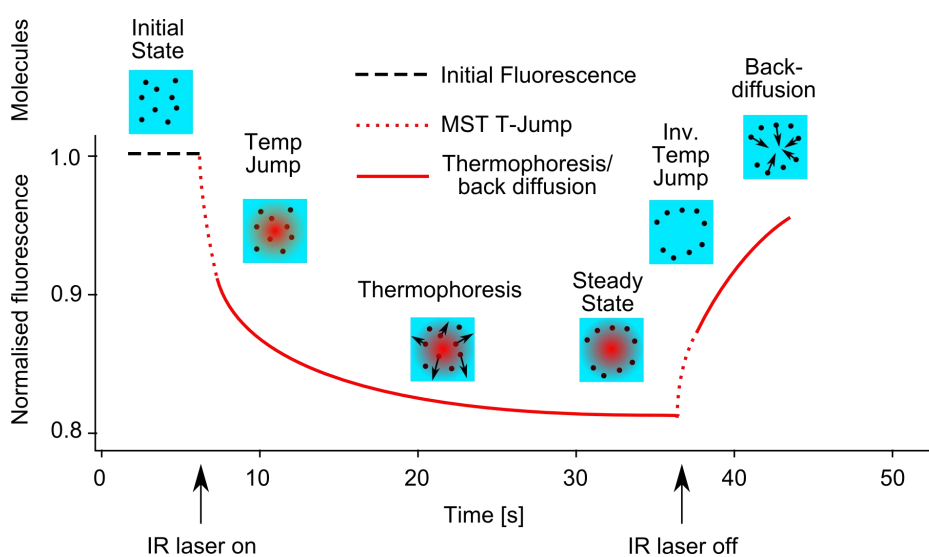 Molecules
Initial
State
Initial Fluorescence
MST T-Jump
Thermophoresis/
back diffusion
Temp
Jump
Inv.
Temp
Jump
Back-
diffusion
Thermophoresis
Steady
State
Normalised fluorescence
1.0
0.9
0.8
0
10
20
30
40
50
Time [s]
IR laser on
IR laser off